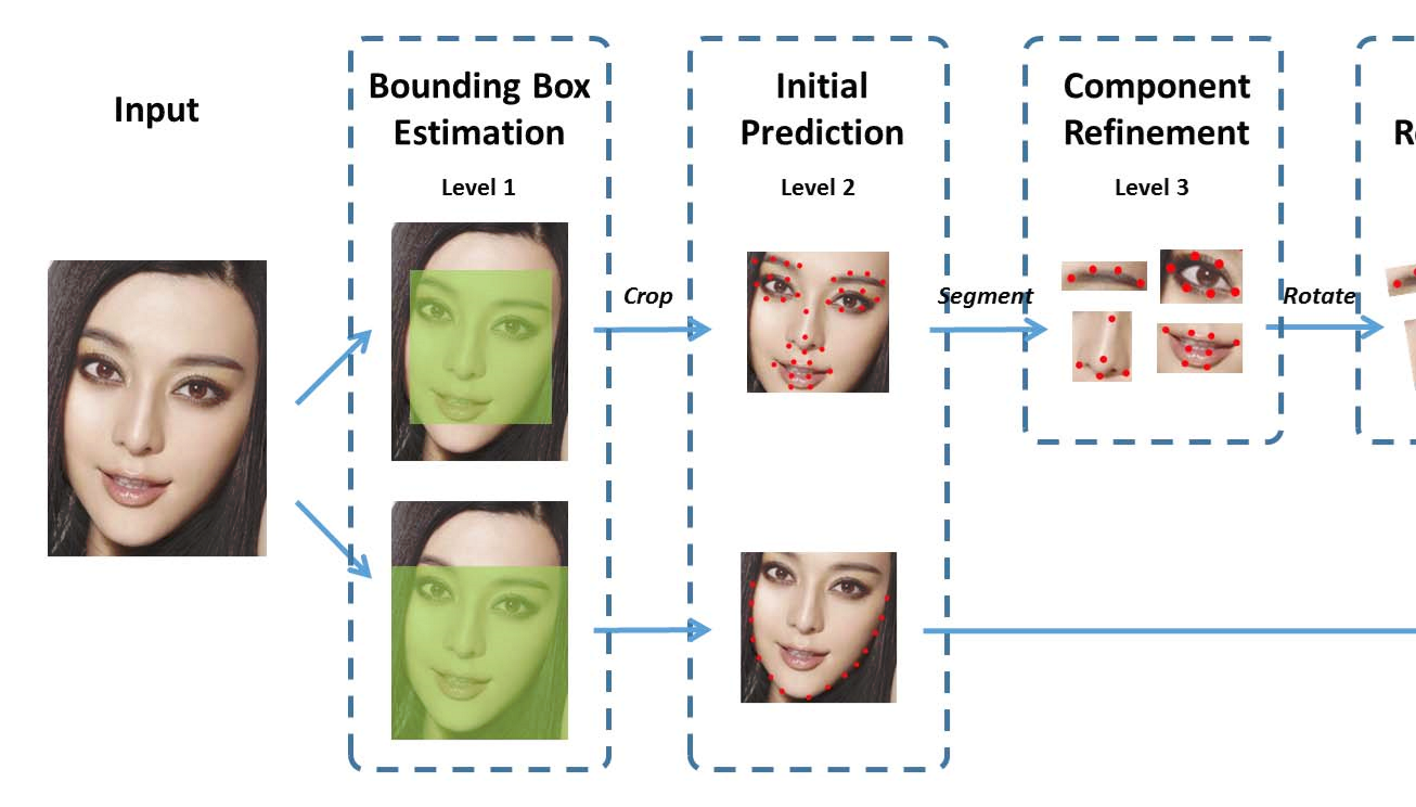 Input
Bounding Box
Estimation
Level 1
Crop
Initial
Prediction
Level 2
Segment
Component
Refinement
Level 3
Rotate